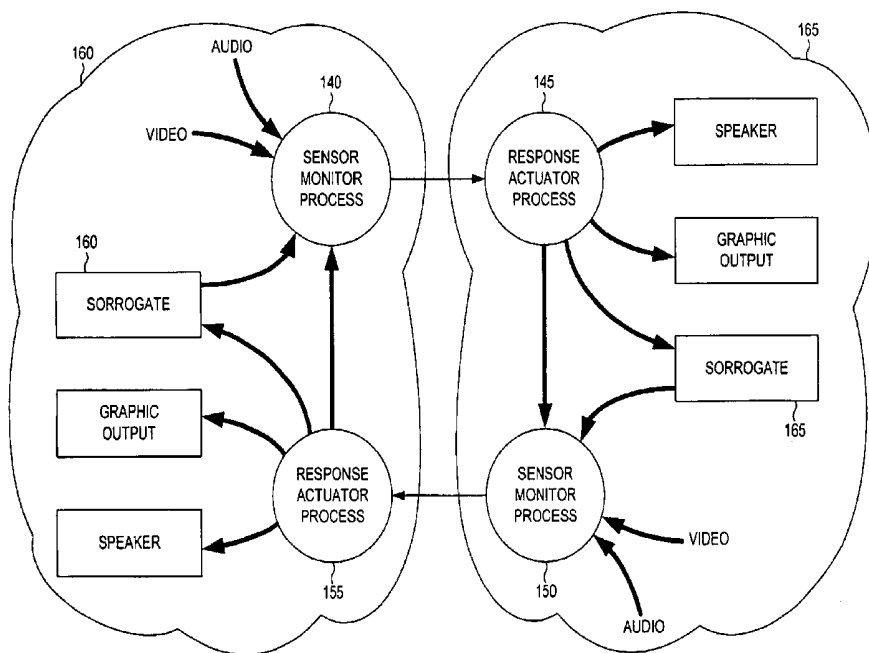 160
AUDIO
140
VIDEO
SENSOR
MONITOR
PROCESS
160
SORROGATE
GRAPHIC
OUTPUT
SPEAKER
RESPONSE
ACTUATOR
PROCESS
155
165
145
RESPONSE
ACTUATOR
PROCESS
SPEAKER
GRAPHIC
OUTPUT
SORROGATE
165
SENSOR
MONITOR
PROCESS
150
VIDEO
AUDIO